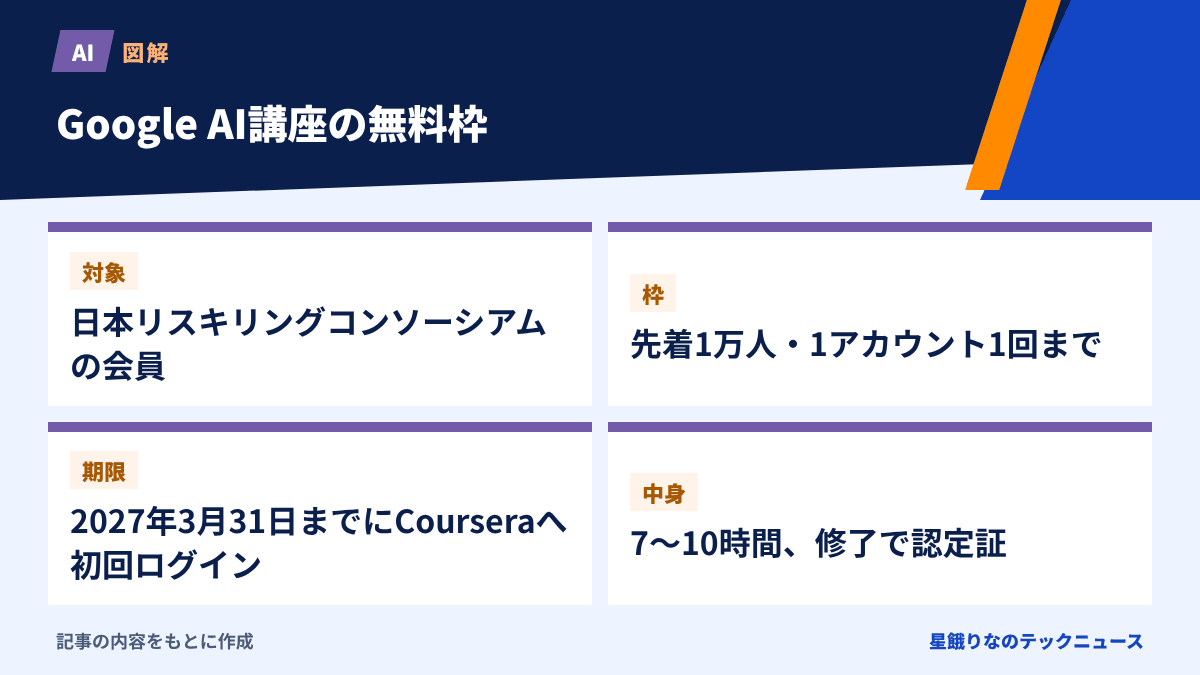 AI 図解
Google AI講座の無料枠
対象
日本リスキリングコンソーシアム
の会員
枠
先着1万人・1アカウント1回まで
期限
2027年3月31日までにCourseraへ
初回ログイン
中身
7〜10時間、修了で認定証
記事の内容をもとに作成
星餓りなのテックニュース